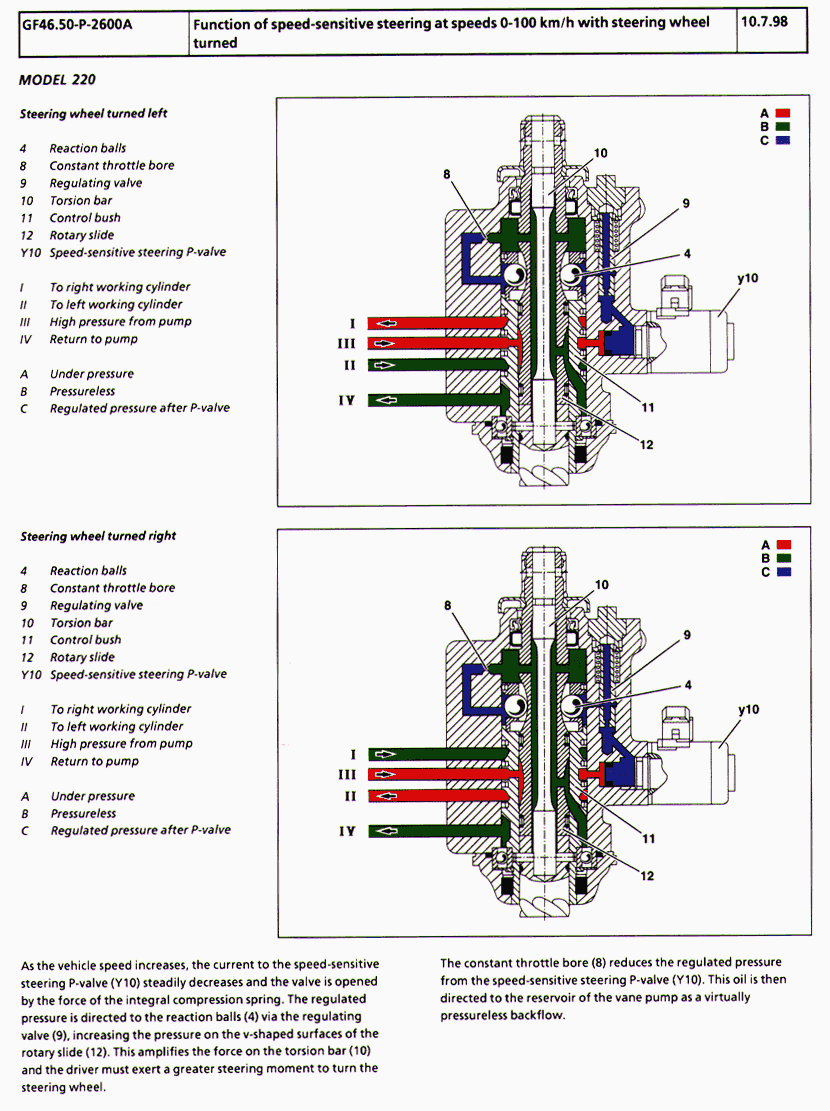 GF46.50-P-2600A
Function of speed-sensitive steering at speeds 0-100 km/h with steering wheel
turned
10.7.98
MODEL 220
Steering wheel turned left
4 Reaction balls
8 Constant throttle bore
9 Regulating valve
10 Torsion bar
11 Control bush
12 Rotary slide
Y10 Speed-sensitive steering P-valve
I To right working cylinder
II To left working cylinder
III High pressure from pump
IV Return to pump
A Under pressure
B Pressureless
C Regulated pressure after P-valve
A
B
C
10
8
9
4
y10
I
III
II
IV
11
12
Steering wheel turned right
4 Reaction balls
8 Constant throttle bore
9 Regulating valve
10 Torsion bar
11 Control bush
12 Rotary slide
Y10 Speed-sensitive steering P-valve
I To right working cylinder
II To left working cylinder
III High pressure from pump
IV Return to pump
A Under pressure
B Pressureless
C Regulated pressure after P-valve
A
B
C
10
8
9
4
y10
I
III
II
IV
11
12
As the vehicle speed increases, the current to the speed-sensitive
steering P-valve (Y10) steadily decreases and the valve is opened
by the force of the integral compression spring. The regulated
pressure is directed to the reaction balls (4) via the regulating
valve (9), increasing the pressure on the v-shaped surfaces of the
rotary slide (12). This amplifies the force on the torsion bar (10)
and the driver must exert a greater steering moment to turn the
steering wheel.
The constant throttle bore (8) reduces the regulated pressure
from the speed-sensitive steering P-valve (Y10). This oil is then
directed to the reservoir of the vane pump as a virtually
pressureless backflow.